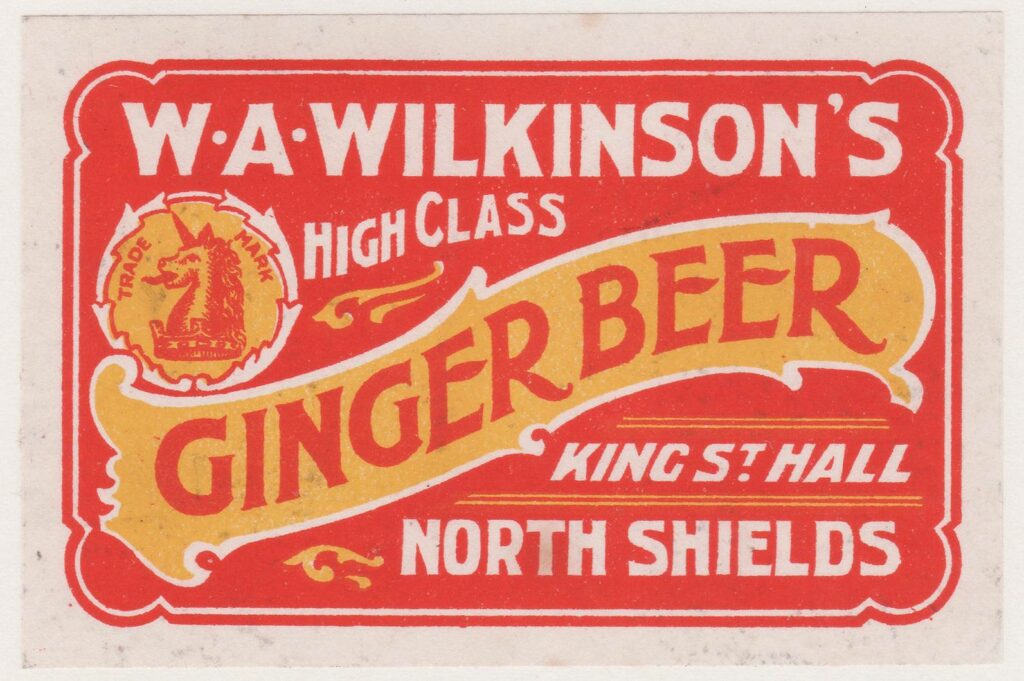 W·A·WILKINSON'S
HIGH CLASS
TRADE MARK
GINGER BEER
KING ST. HALL
NORTH SHIELDS